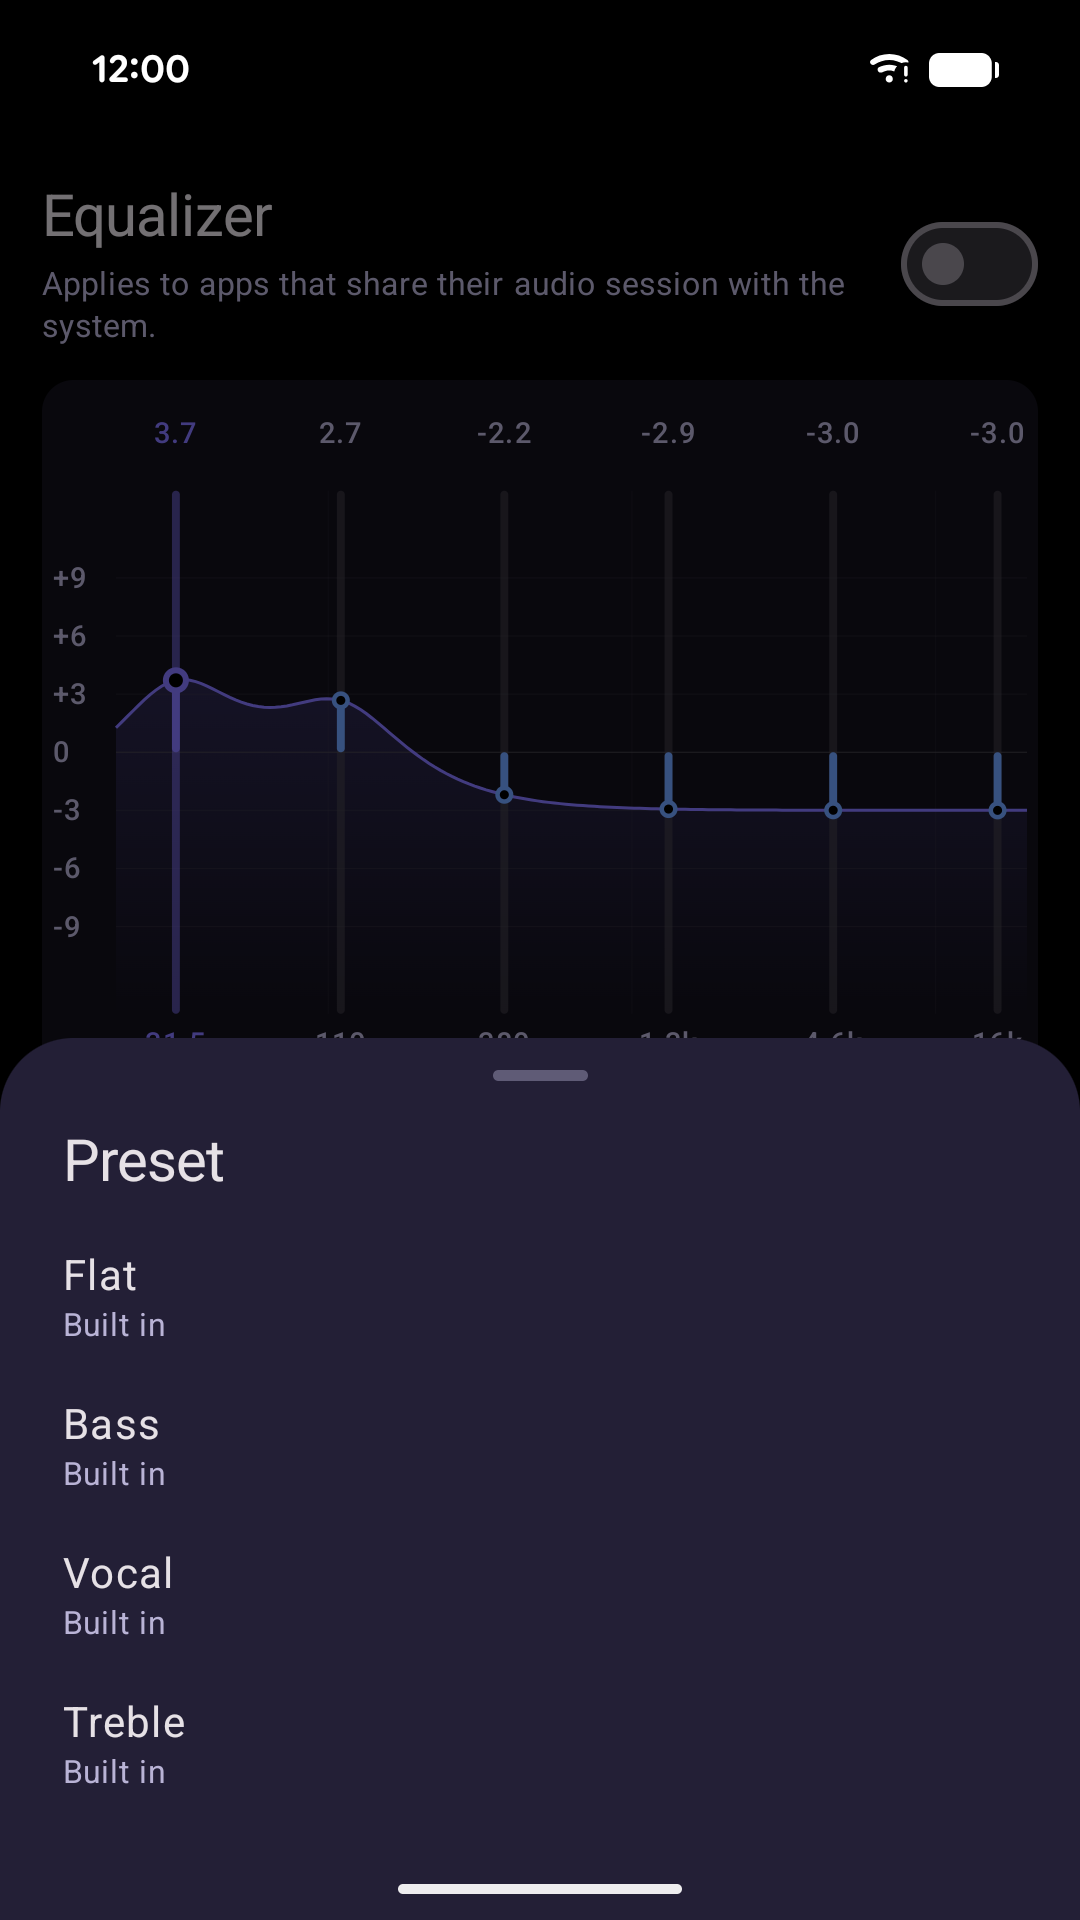 12:00
Equalizer
Applies to apps that share their audio session with the
system.
3.7 2.7 -2.2 -2.9 -3.0 -3.0
+9
+6
+3
0
-3
-6
-9
Preset
Flat
Built in
Bass
Built in
Vocal
Built in
Treble
Built in